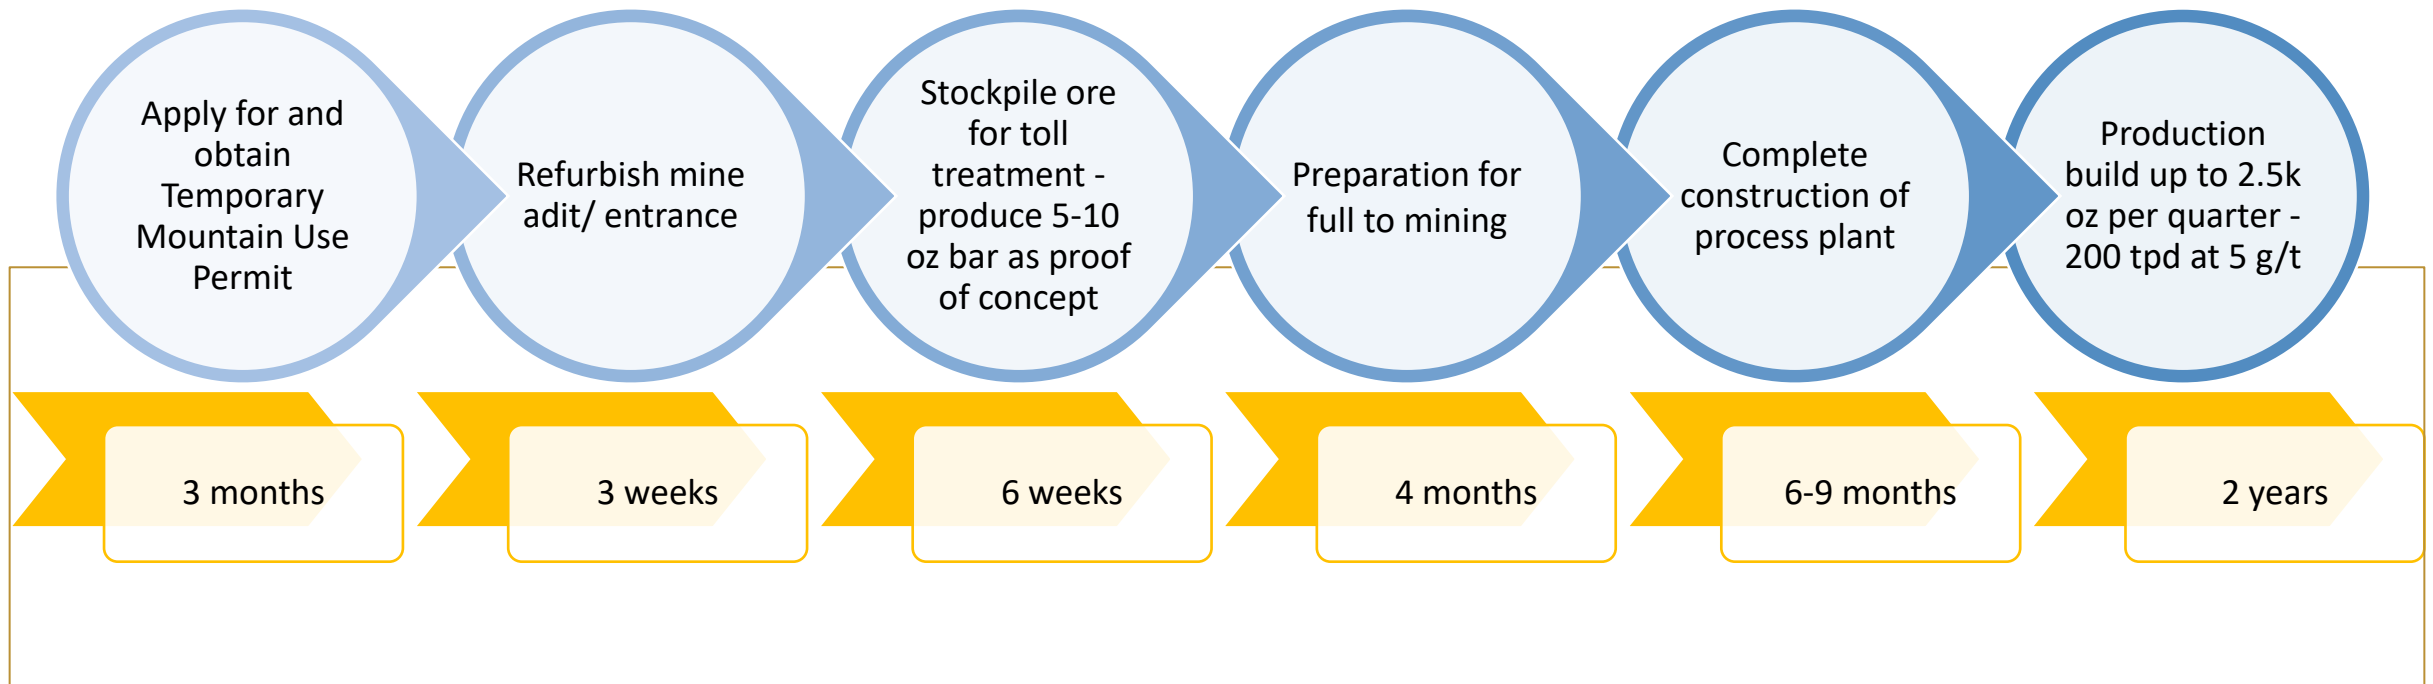 Apply for and
obtain
Temporary
Mountain Use
Permit
Refurbish mine
adit/ entrance
Stockpile ore
for toll
treatment -
produce 5-10
oz bar as proof
of concept
Preparation for
full to mining
Complete
construction of
process plant
Production
build up to 2.5k
oz per quarter -
200 tpd at 5 g/t
3 months
3 weeks
6 weeks
4 months
6-9 months
2 years